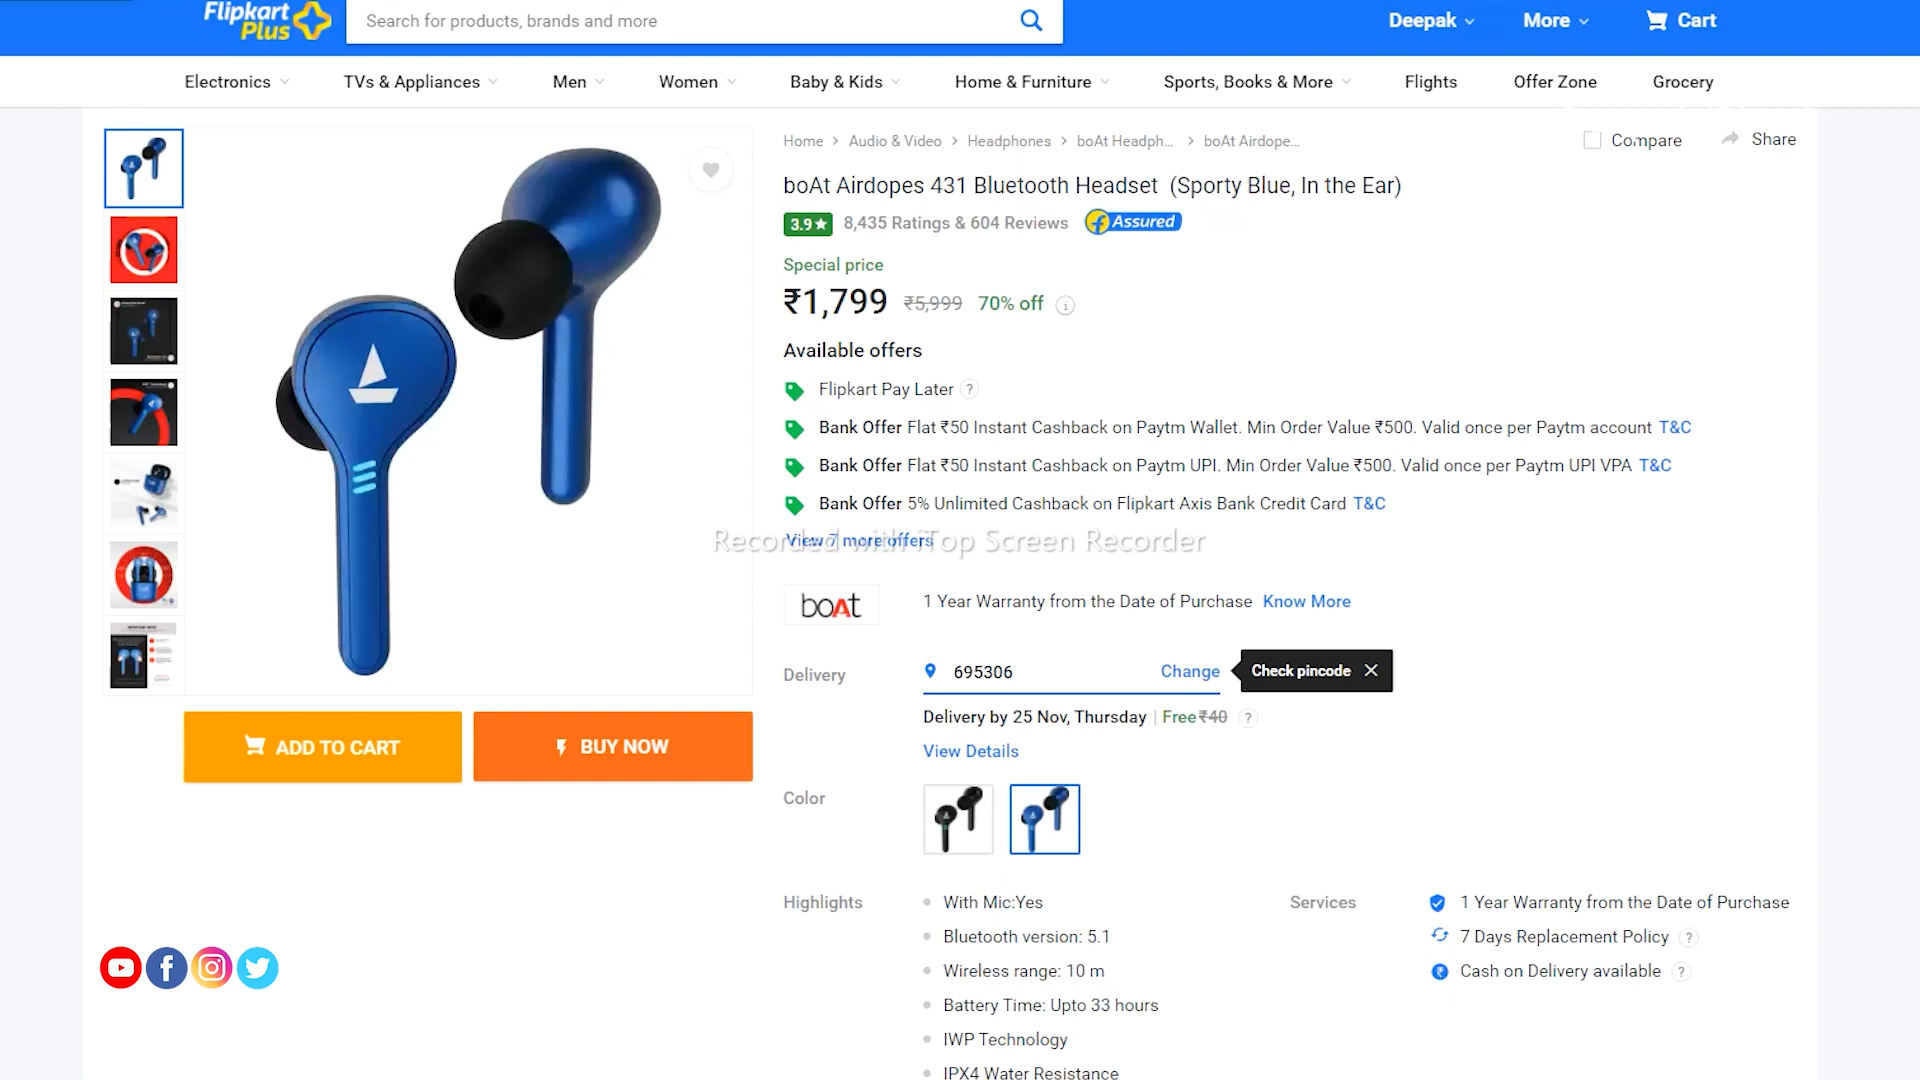 Flipkart
Plus
Search for products, brands and more
Deepak
More
Cart
Electronics
TVs & Appliances
Men
Women
Baby & Kids
Home & Furniture
Sports, Books & More
Flights
Offer Zone
Grocery
Home
Audio & Video
Headphones
boAt Headph...
boAt Airdope...
Compare
Share
boAt Airdopes 431 Bluetooth Headset (Sporty Blue, In the Ear)
3.9★ 8,435 Ratings & 604 Reviews Assured
Special price
₹1,799 ₹5,999 70% off
Available offers
Flipkart Pay Later ?
Bank Offer Flat ₹50 Instant Cashback on Paytm Wallet. Min Order Value ₹500. Valid once per Paytm account T&C
Bank Offer Flat ₹50 Instant Cashback on Paytm UPI. Min Order Value ₹500. Valid once per Paytm UPI VPA T&C
Bank Offer 5% Unlimited Cashback on Flipkart Axis Bank Credit Card T&C
View 7 more offers
Recorded with iTop Screen Recorder
boAt
1 Year Warranty from the Date of Purchase Know More
Delivery
695306
Change
Check pincode
Delivery by 25 Nov, Thursday | Free ₹40 ?
View Details
ADD TO CART
BUY NOW
Color
Highlights
With Mic:Yes
Bluetooth version: 5.1
Wireless range: 10 m
Battery Time: Upto 33 hours
IWP Technology
IPX4 Water Resistance
Services
1 Year Warranty from the Date of Purchase
7 Days Replacement Policy ?
Cash on Delivery available ?